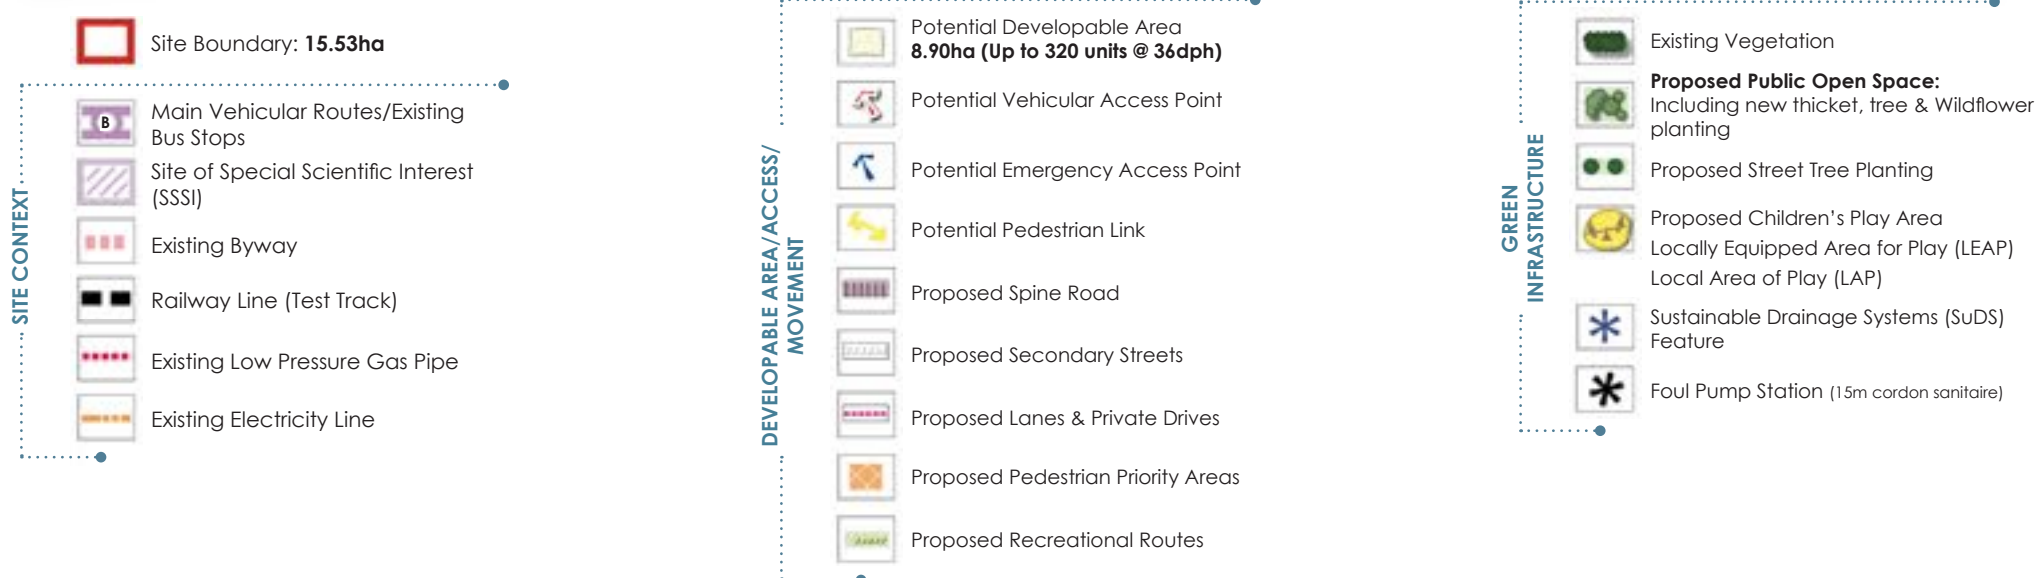 Site Boundary: 15.53ha
SITE CONTEXT
B
Main Vehicular Routes/Existing
Bus Stops
Site of Special Scientific Interest
(SSSI)
Existing Byway
Railway Line (Test Track)
Existing Low Pressure Gas Pipe
Existing Electricity Line
DEVELOPABLE AREA/ACCESS/
MOVEMENT
Potential Developable Area
8.90ha (Up to 320 units @ 36dph)
Potential Vehicular Access Point
Potential Emergency Access Point
Potential Pedestrian Link
Proposed Spine Road
Proposed Secondary Streets
Proposed Lanes & Private Drives
Proposed Pedestrian Priority Areas
Proposed Recreational Routes
GREEN
INFRASTRUCTURE
Existing Vegetation
Proposed Public Open Space:
Including new thicket, tree & Wildflower
planting
Proposed Street Tree Planting
Proposed Children's Play Area
Locally Equipped Area for Play (LEAP)
Local Area of Play (LAP)
Sustainable Drainage Systems (SuDS)
Feature
Foul Pump Station (15m cordon sanitaire)